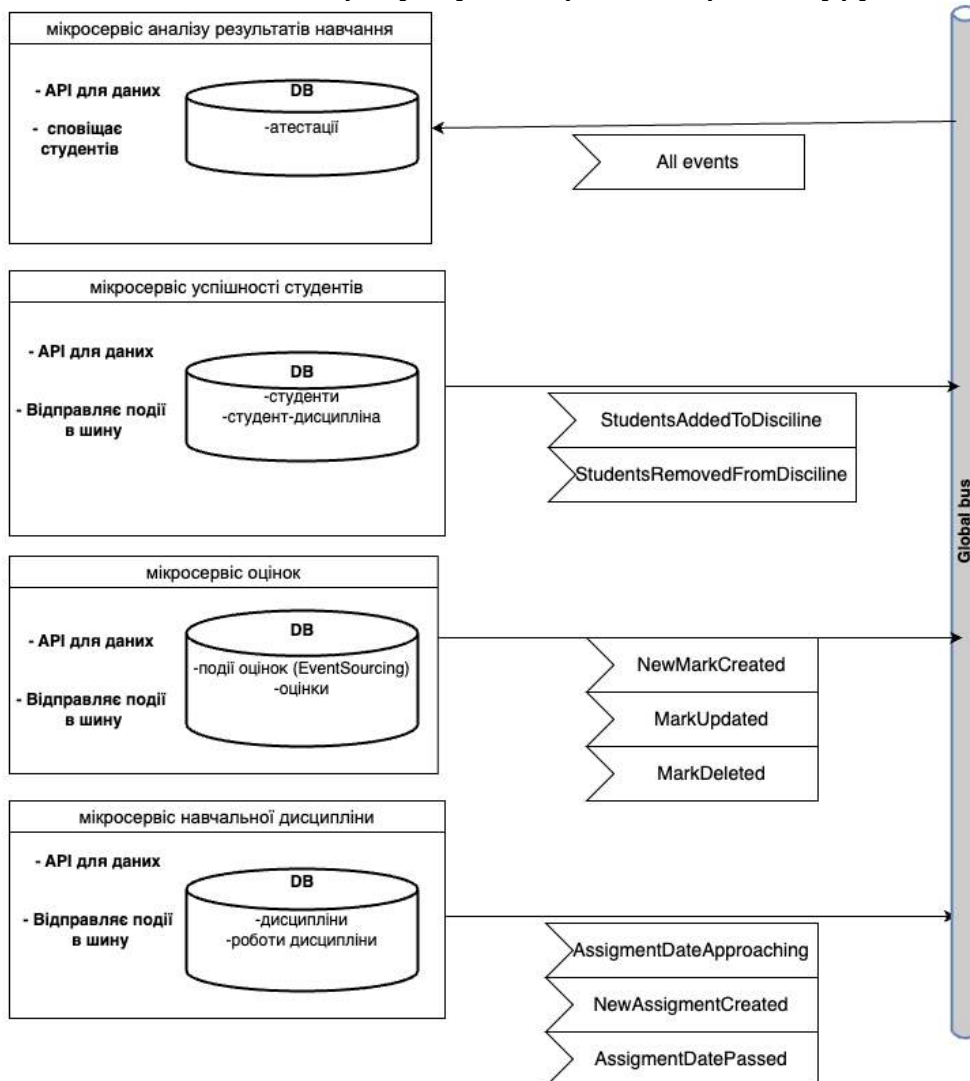 мікросервіс аналізу результатів навчання
- API для даних
- сповіщає
студентів
DB
-атестації
All events
мікросервіс успішності студентів
- API для даних
- Відправляє події
в шину
DB
-студенти
-студент-дисципліна
StudentsAddedToDisciline
StudentsRemovedFromDisciline
Global bus
мікросервіс оцінок
- API для даних
- Відправляє події
в шину
DB
-події оцінок (EventSourcing)
-оцінки
NewMarkCreated
MarkUpdated
MarkDeleted
мікросервіс навчальної дисципліни
- API для даних
- Відправляє події
в шину
DB
-дисципліни
-роботи дисципліни
AssigmentDateApproaching
NewAssigmentCreated
AssigmentDatePassed